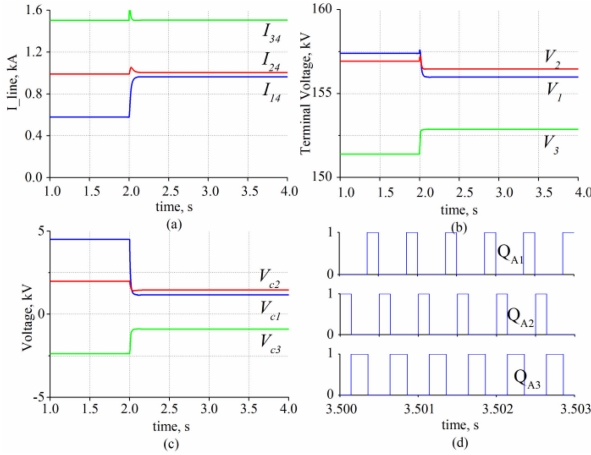 1.6
1.2
0.8
0.4
0.0
I_line, kA
I34
I24
I14
1.0 1.5 2.0 2.5 3.0 3.5 4.0
time, s
(a)
160
155
150
Terminal Voltage, kV
V2
V1
V3
1.0 1.5 2.0 2.5 3.0 3.5 4.0
time, s
(b)
5
0
-5
Voltage, kV
Vc2
Vc1
Vc3
1.0 1.5 2.0 2.5 3.0 3.5 4.0
time, s
(c)
1
0
QA1
1
0
QA2
1
0
QA3
3.500 3.501 3.502 3.503
time, s
(d)